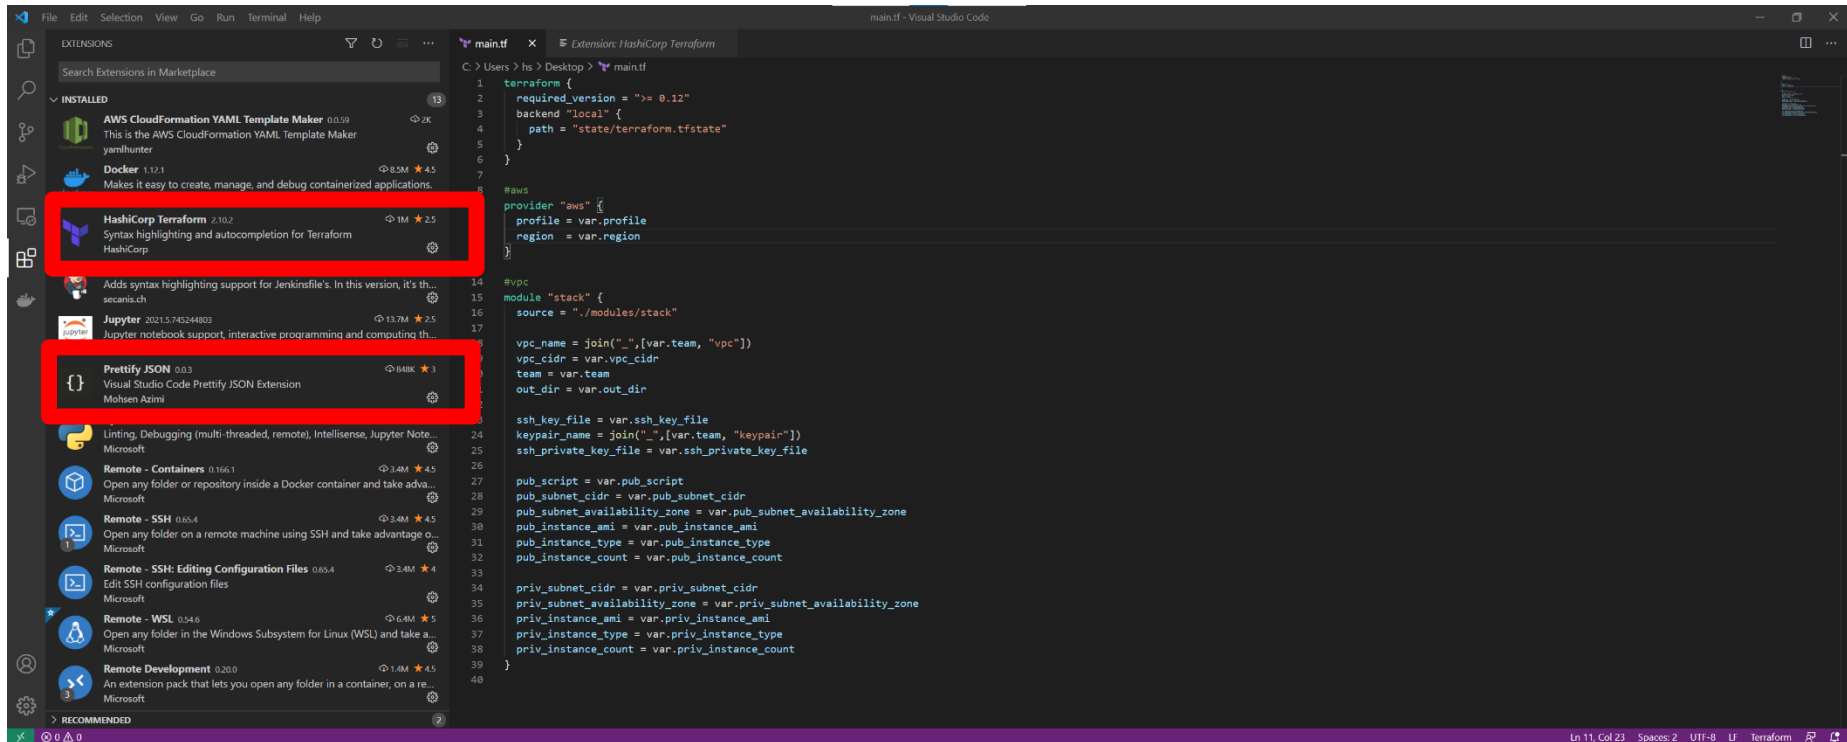 File Edit Selection View Go Run Terminal Help
main.tf - Visual Studio Code
EXTENSIONS
Search Extensions in Marketplace
INSTALLED 13
AWS CloudFormation YAML Template Maker 0.0.59 2K
This is the AWS CloudFormation YAML Template Maker
yamlhunter
Docker 1.12.1 8.5M 4.5
Makes it easy to create, manage, and debug containerized applications.
HashiCorp Terraform 2.10.2 1M 2.5
Syntax highlighting and autocompletion for Terraform
HashiCorp
Adds syntax highlighting support for Jenkinsfile's. In this version, it's th...
secanis.ch
Jupyter 2021.5.745244803 13.7M 2.5
Jupyter notebook support, interactive programming and computing th...
Prettify JSON 0.0.3 848K 3
Visual Studio Code Prettify JSON Extension
Mohsen Azimi
Linting, Debugging (multi-threaded, remote), Intellisense, Jupyter Note...
Microsoft
Remote - Containers 0.166.1 3.4M 4.5
Open any folder or repository inside a Docker container and take adva...
Microsoft
Remote - SSH 0.65.4 3.4M 4.5
Open any folder on a remote machine using SSH and take advantage o...
1 Microsoft
Remote - SSH: Editing Configuration Files 0.65.4 3.4M 4
Edit SSH configuration files
Microsoft
Remote - WSL 0.54.6 6.4M 5
Open any folder in the Windows Subsystem for Linux (WSL) and take a...
Microsoft
Remote Development 0.20.0 1.4M 4.5
An extension pack that lets you open any folder in a container, on a re...
3 Microsoft
RECOMMENDED 2
main.tf Extension: HashiCorp Terraform
C: > Users > hs > Desktop > main.tf
1 terraform {
2 required_version = ">= 0.12"
3 backend "local" {
4 path = "state/terraform.tfstate"
5 }
6 }
7
8 #aws
provider "aws" {
profile = var.profile
region = var.region
}
14 #vpc
15 module "stack" {
16 source = "./modules/stack"
17
vpc_name = join("_",[var.team, "vpc"])
vpc_cidr = var.vpc_cidr
team = var.team
out_dir = var.out_dir
ssh_key_file = var.ssh_key_file
24 keypair_name = join("_",[var.team, "keypair"])
25 ssh_private_key_file = var.ssh_private_key_file
26
27 pub_script = var.pub_script
28 pub_subnet_cidr = var.pub_subnet_cidr
29 pub_subnet_availability_zone = var.pub_subnet_availability_zone
30 pub_instance_ami = var.pub_instance_ami
31 pub_instance_type = var.pub_instance_type
32 pub_instance_count = var.pub_instance_count
33
34 priv_subnet_cidr = var.priv_subnet_cidr
35 priv_subnet_availability_zone = var.priv_subnet_availability_zone
36 priv_instance_ami = var.priv_instance_ami
37 priv_instance_type = var.priv_instance_type
38 priv_instance_count = var.priv_instance_count
39 }
40
0 0 Ln 11, Col 23 Spaces: 2 UTF-8 LF Terraform